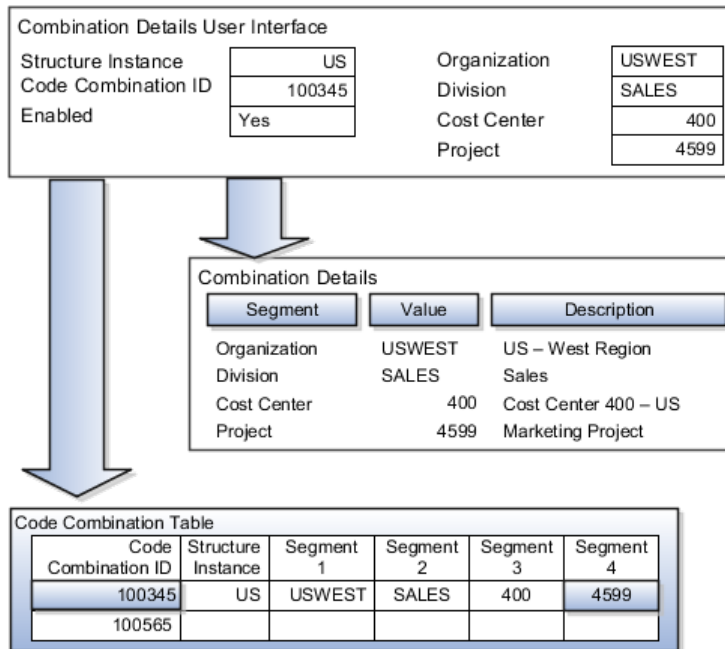 Combination Details User Interface
Structure Instance US Organization USWEST
Code Combination ID 100345 Division SALES
Enabled Yes Cost Center 400
Project 4599
Combination Details
Segment Value Description
Organization USWEST US – West Region
Division SALES Sales
Cost Center 400 Cost Center 400 – US
Project 4599 Marketing Project
Code Combination Table
Code Combination ID Structure Instance Segment 1 Segment 2 Segment 3 Segment 4
100345 US USWEST SALES 400 4599
100565